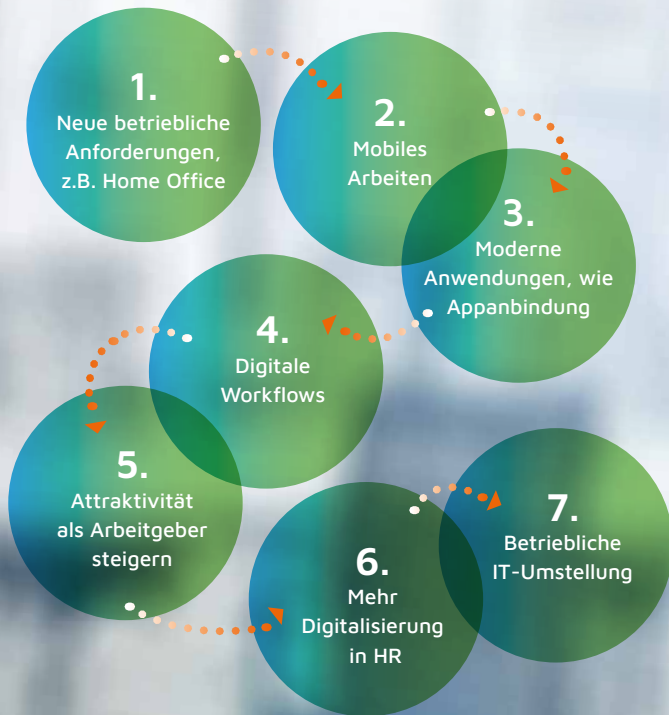 1.
Neue betriebliche
Anforderungen,
z.B. Home Office
2.
Mobiles
Arbeiten
3.
Moderne
Anwendungen, wie
Appanbindung
4.
Digitale
Workflows
5.
Attraktivität
als Arbeitgeber
steigern
6.
Mehr
Digitalisierung
in HR
7.
Betriebliche
IT-Umstellung